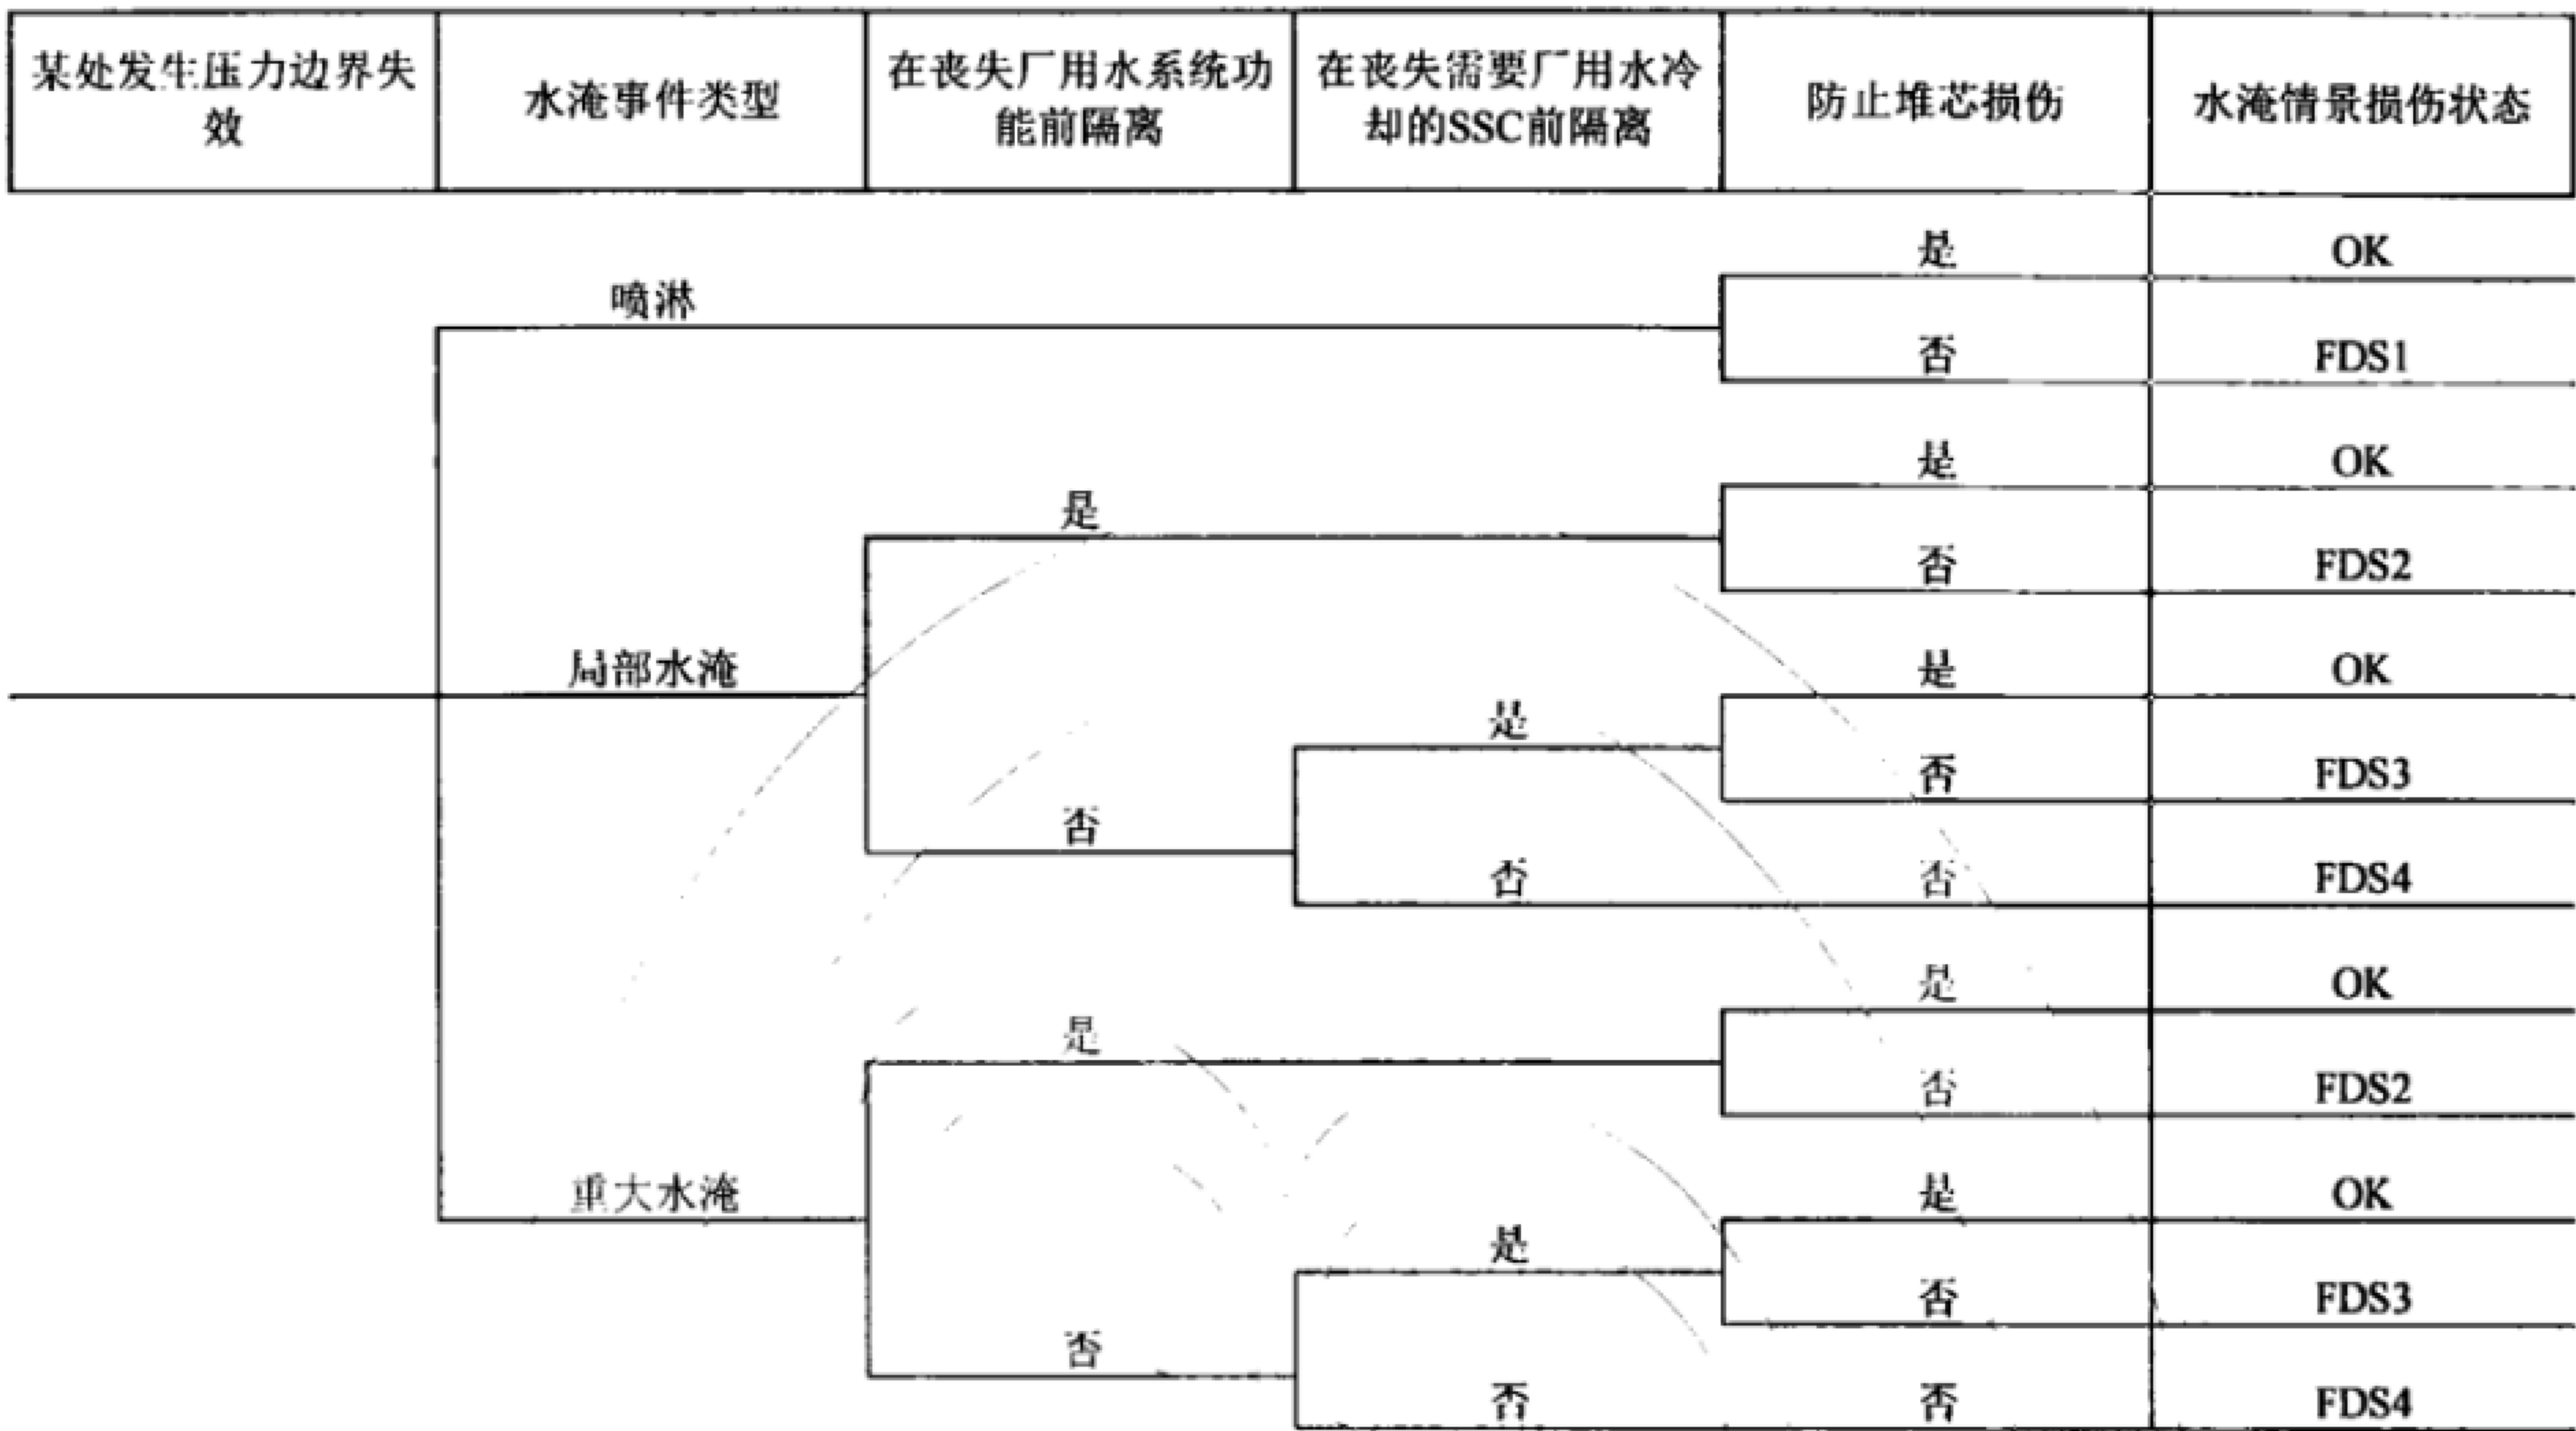 某处发生压力边界失
效
水淹事件类型
在丧失厂用水系统功
能前隔离
在丧失需要厂用水冷
却的SSC前隔离
防止堆芯损伤
水淹情景损伤状态
是 OK
喷淋
否 FDS1
是 OK
是
否 FDS2
局部水淹 是 OK
是
否 FDS3
否
否 否 FDS4
是 OK
是
否 FDS2
重大水淹 是 OK
是
否 FDS3
否
否 否 FDS4